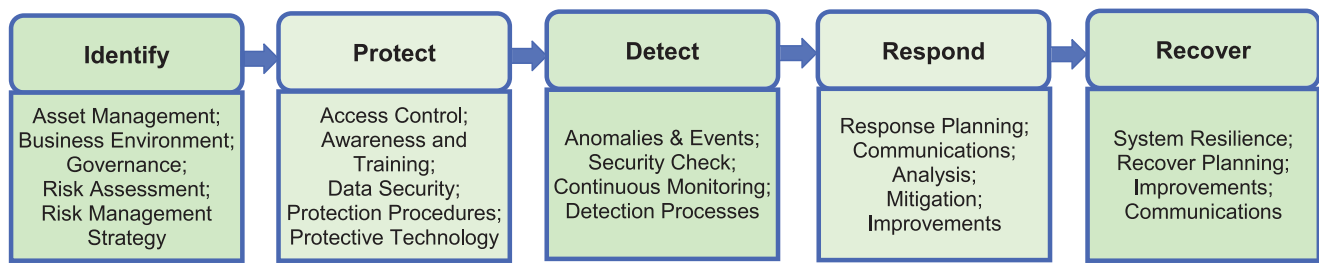 Identify
Asset Management;
Business Environment;
Governance;
Risk Assessment;
Risk Management
Strategy
Protect
Access Control;
Awareness and
Training;
Data Security;
Protection Procedures;
Protective Technology
Detect
Anomalies & Events;
Security Check;
Continuous Monitoring;
Detection Processes
Respond
Response Planning;
Communications;
Analysis;
Mitigation;
Improvements
Recover
System Resilience;
Recover Planning;
Improvements;
Communications